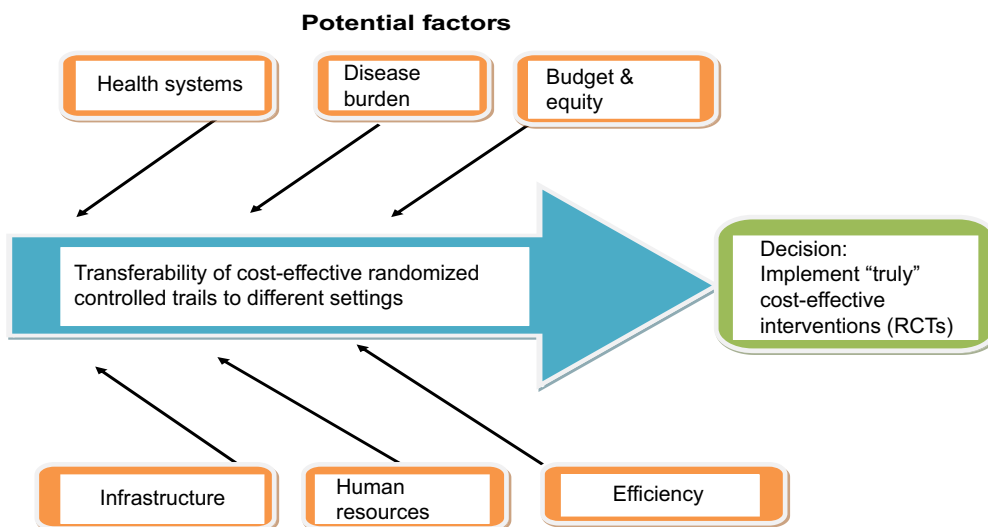 Potential factors
Health systems
Disease
burden
Budget &
equity
Transferability of cost-effective randomized
controlled trails to different settings
Decision:
Implement “truly”
cost-effective
interventions (RCTs)
Infrastructure
Human
resources
Efficiency